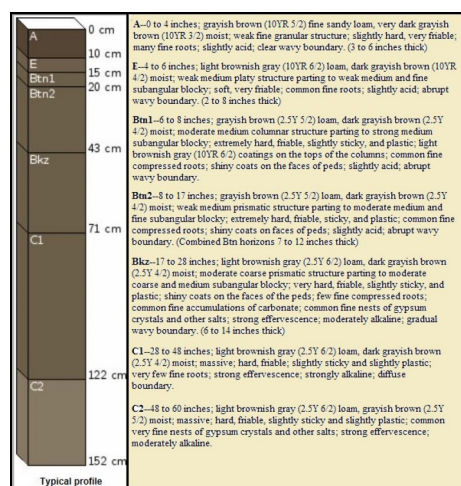 A
E
Btn1
Btn2
Bkz
C1
C2
0 cm
10 cm
15 cm
20 cm
43 cm
71 cm
122 cm
152 cm
Typical profile
A--0 to 4 inches; grayish brown (10YR 5/2) fine sandy loam, very dark grayish
brown (10YR 3/2) moist; weak fine granular structure; slightly hard, very friable;
many fine roots; slightly acid; clear wavy boundary. (3 to 6 inches thick)
E--4 to 6 inches; light brownish gray (10YR 6/2) loam, dark grayish brown (10YR
4/2) moist; weak medium platy structure parting to weak medium and fine
subangular blocky; soft, very friable; common fine roots; slightly acid; abrupt
wavy boundary. (2 to 8 inches thick)
Btn1--6 to 8 inches; grayish brown (2.5Y 5/2) loam, dark grayish brown (2.5Y
4/2) moist; moderate medium columnar structure parting to strong medium
subangular blocky; extremely hard, friable, slightly sticky, and plastic; light
brownish gray (10YR 6/2) coatings on the tops of the columns; common fine
compressed roots; shiny coats on faces of peds; slightly acid; abrupt
wavy boundary.
Btn2--8 to 17 inches; grayish brown (2.5Y 5/2) loam, dark grayish brown (2.5Y
4/2) moist; weak medium prismatic structure parting to moderate medium and
fine subangular blocky; extremely hard, friable, sticky, and plastic; common fine
compressed roots; shiny coats on faces of peds; slightly acid; abrupt wavy
boundary. (Combined Btn horizons 7 to 12 inches thick)
Bkz--17 to 28 inches; light brownish gray (2.5Y 6/2) loam, dark grayish brown
(2.5Y 4/2) moist; moderate coarse prismatic structure parting to moderate
coarse and medium subangular blocky; very hard, friable, slightly sticky, and
plastic; shiny coats on the faces of the peds; few fine compressed roots;
common fine accumulations of carbonate; common fine nests of gypsum
crystals and other salts; strong effervescence; moderately alkaline; gradual
wavy boundary. (6 to 14 inches thick)
C1--28 to 48 inches; light brownish gray (2.5Y 6/2) loam, dark grayish brown
(2.5Y 4/2) moist; massive; hard, friable; slightly sticky and slightly plastic;
very few fine roots; strong effervescence; strongly alkaline; diffuse
boundary.
C2--48 to 60 inches; light brownish gray (2.5Y 6/2) loam, grayish brown (2.5Y
5/2) moist; massive; hard, friable, slightly sticky and slightly plastic; common
very fine nests of gypsum crystals and other salts; strong effervescence;
moderately alkaline.